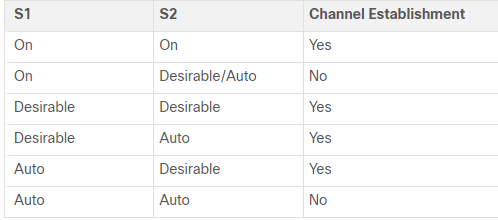 S1 S2 Channel Establishment
On On Yes
On Desirable/Auto No
Desirable Desirable Yes
Desirable Auto Yes
Auto Desirable Yes
Auto Auto No